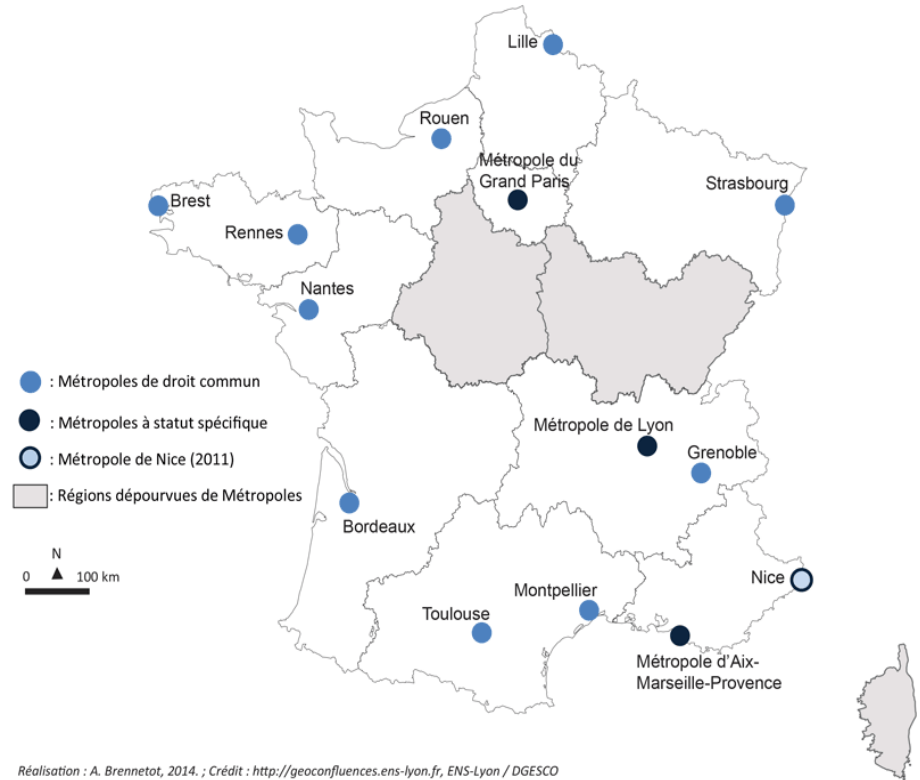 Lille
Rouen
Métropole du
Grand Paris
Strasbourg
Brest
Rennes
Nantes
: Métropoles de droit commun
: Métropoles à statut spécifique
: Métropole de Nice (2011)
: Régions dépourvues de Métropoles
Métropole de Lyon
Grenoble
Bordeaux
N
0 100 km
Nice
Montpellier
Toulouse
Métropole d'Aix-
Marseille-Provence
Réalisation : A. Brennetot, 2014. ; Crédit : http://geoconfluences.ens-lyon.fr, ENS-Lyon / DGESCO